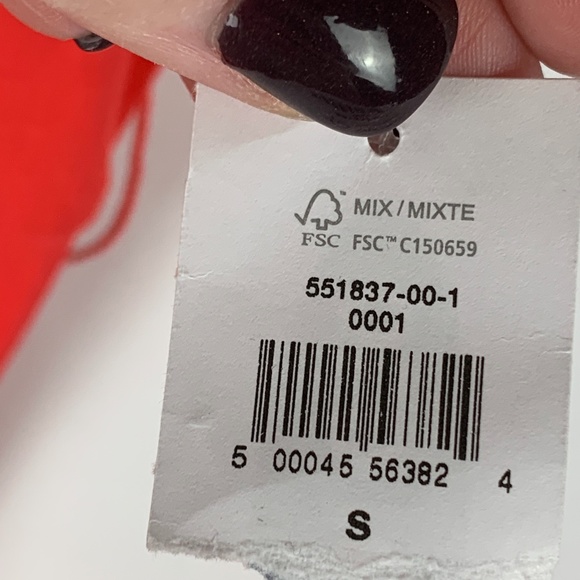 MIX / MIXTE
FSC FSC™ C150659
551837-00-1
0001
5 00045 56382 4
S